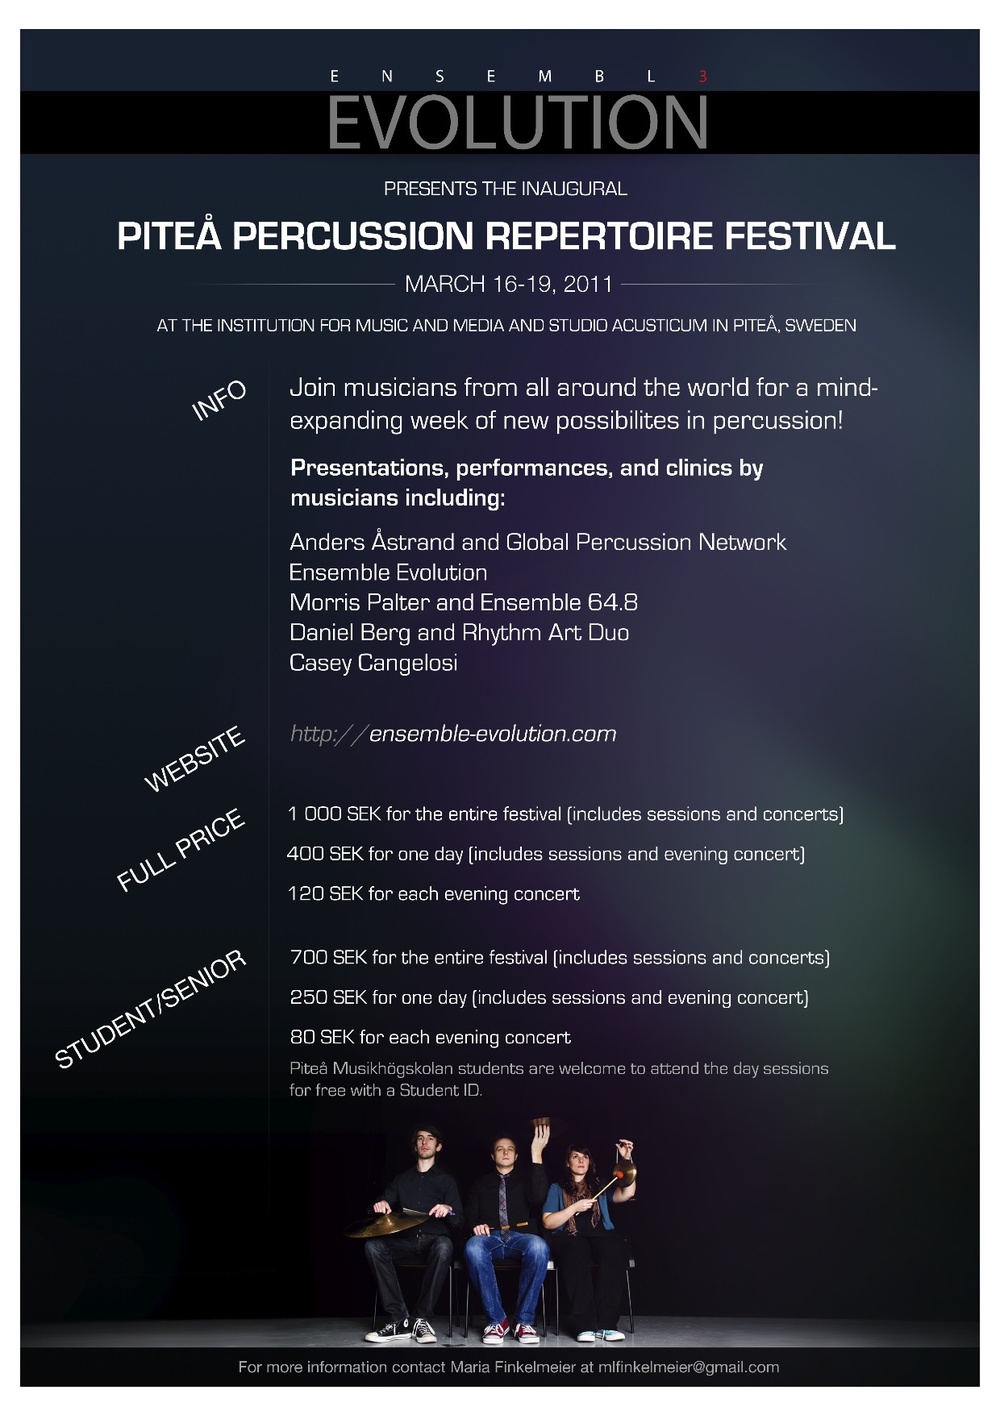 ENSEMBL3
EVOLUTION
PRESENTS THE INAUGURAL
PITEÅ PERCUSSION REPERTOIRE FESTIVAL
MARCH 16-19, 2011
AT THE INSTITUTION FOR MUSIC AND MEDIA AND STUDIO ACUSTICUM IN PITEÅ, SWEDEN
INFO
Join musicians from all around the world for a mind-
expanding week of new possibilites in percussion!
Presentations, performances, and clinics by
musicians including:
Anders Åstrand and Global Percussion Network
Ensemble Evolution
Morris Palter and Ensemble 64.8
Daniel Berg and Rhythm Art Duo
Casey Cangelosi
WEBSITE
http://ensemble-evolution.com
FULL PRICE
1 000 SEK for the entire festival (includes sessions and concerts)
400 SEK for one day (includes sessions and evening concert)
120 SEK for each evening concert
STUDENT/SENIOR
700 SEK for the entire festival (includes sessions and concerts)
250 SEK for one day (includes sessions and evening concert)
80 SEK for each evening concert
Piteå Musikhögskolan students are welcome to attend the day sessions
for free with a Student ID.
For more information contact Maria Finkelmeier at mlfinkelmeier@gmail.com